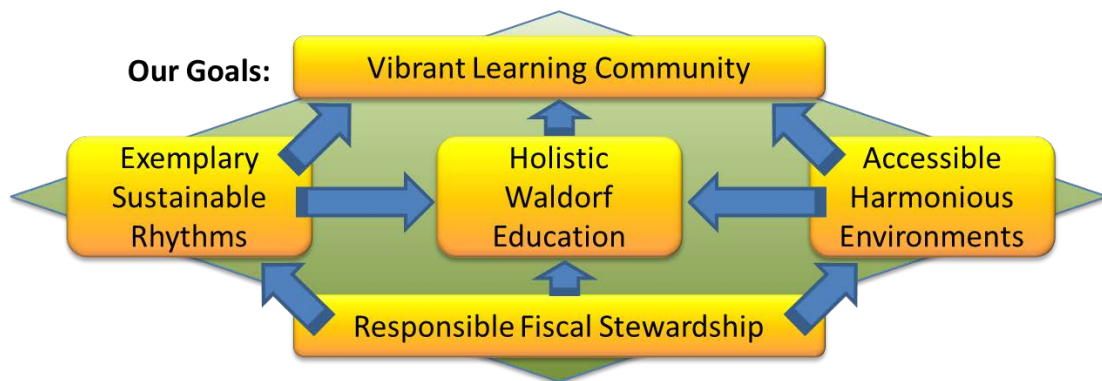 Our Goals:
Vibrant Learning Community
Exemplary
Sustainable
Rhythms
Holistic
Waldorf
Education
Accessible
Harmonious
Environments
Responsible Fiscal Stewardship